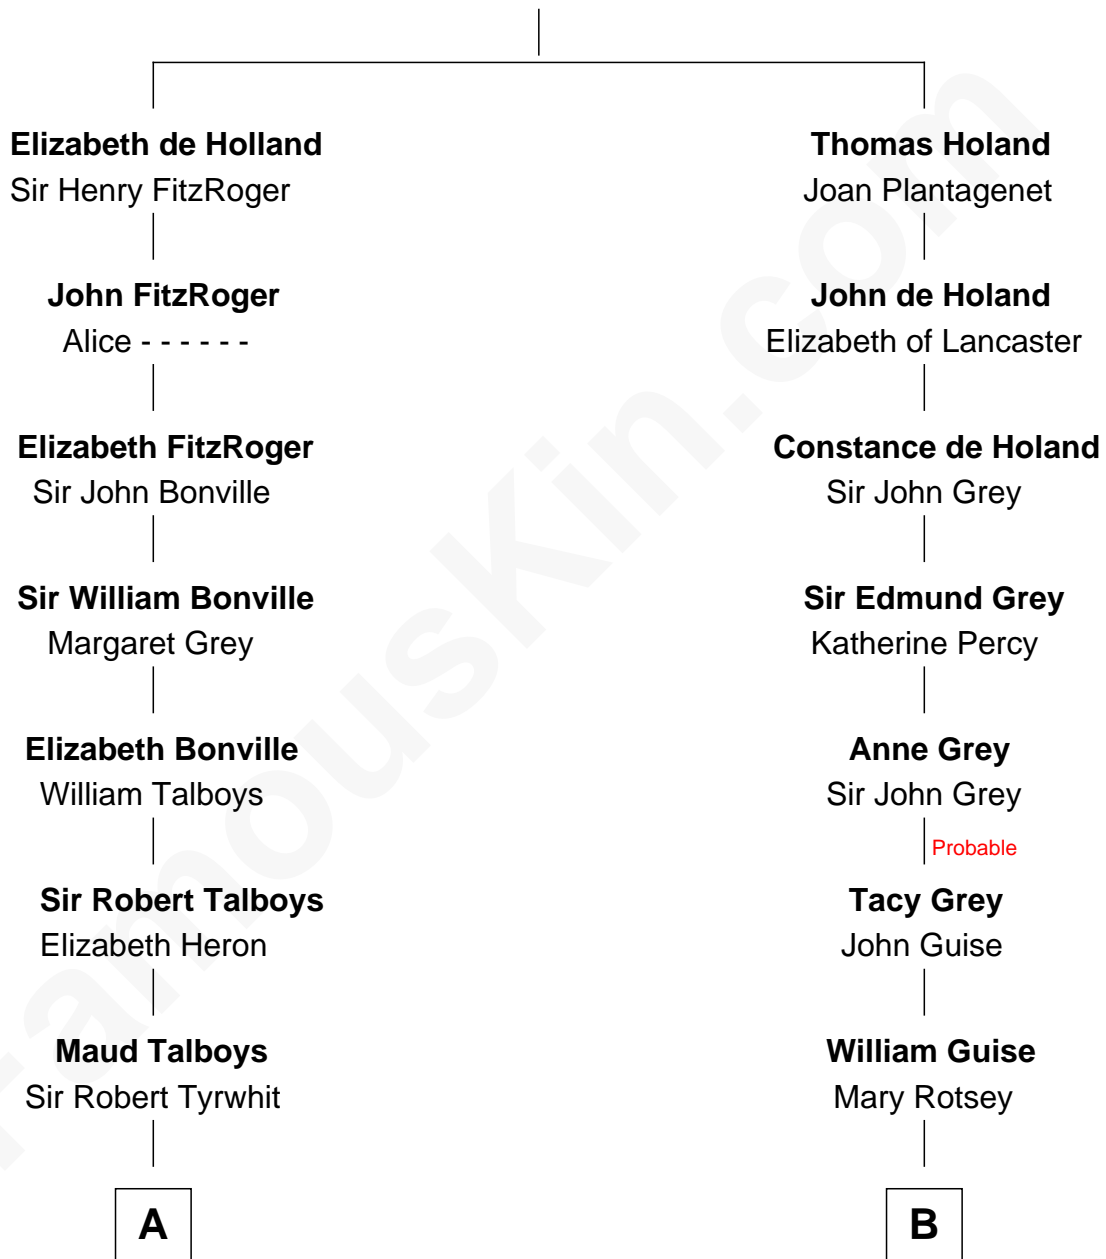 Elizabeth de Holland
Sir Henry FitzRoger
John FitzRoger
Alice - - - - - -
Elizabeth FitzRoger
Sir John Bonville
Sir William Bonville
Margaret Grey
Elizabeth Bonville
William Talboys
Sir Robert Talboys
Elizabeth Heron
Maud Talboys
Sir Robert Tyrwhit
A
Thomas Holand
Joan Plantagenet
John de Holand
Elizabeth of Lancaster
Constance de Holand
Sir John Grey
Sir Edmund Grey
Katherine Percy
Anne Grey
Sir John Grey
Probable
Tacy Grey
John Guise
William Guise
Mary Rotsey
B
FamousKin.com